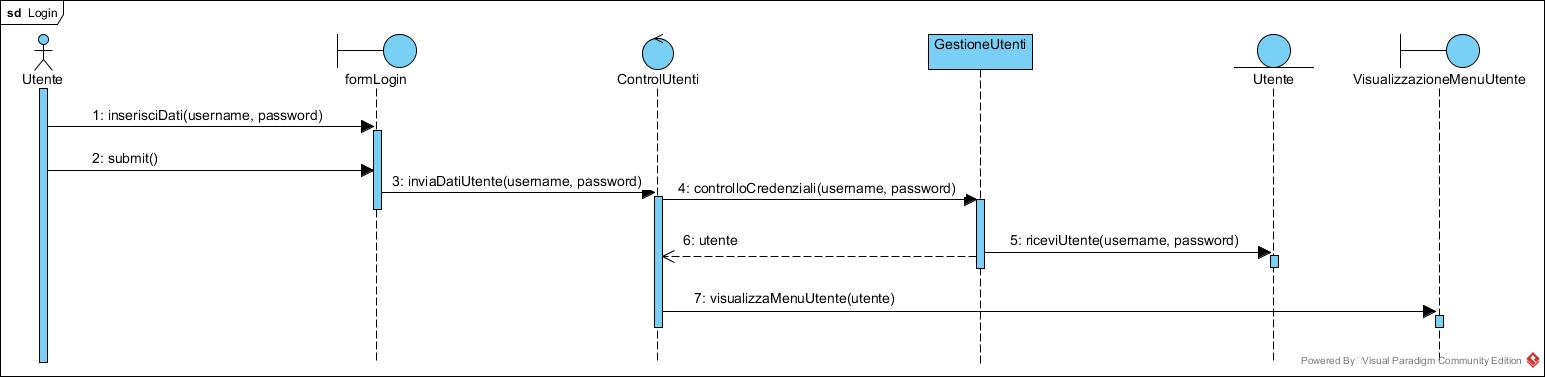 sd Login
Utente
formLogin
ControlUtenti
GestioneUtenti
Utente
VisualizzazioneMenuUtente
1: inserisciDati(username, password)
2: submit()
3: inviaDatiUtente(username, password)
4: controlloCredenziali(username, password)
6: utente
5: riceviUtente(username, password)
7: visualizzaMenuUtente(utente)
Powered By Visual Paradigm Community Edition